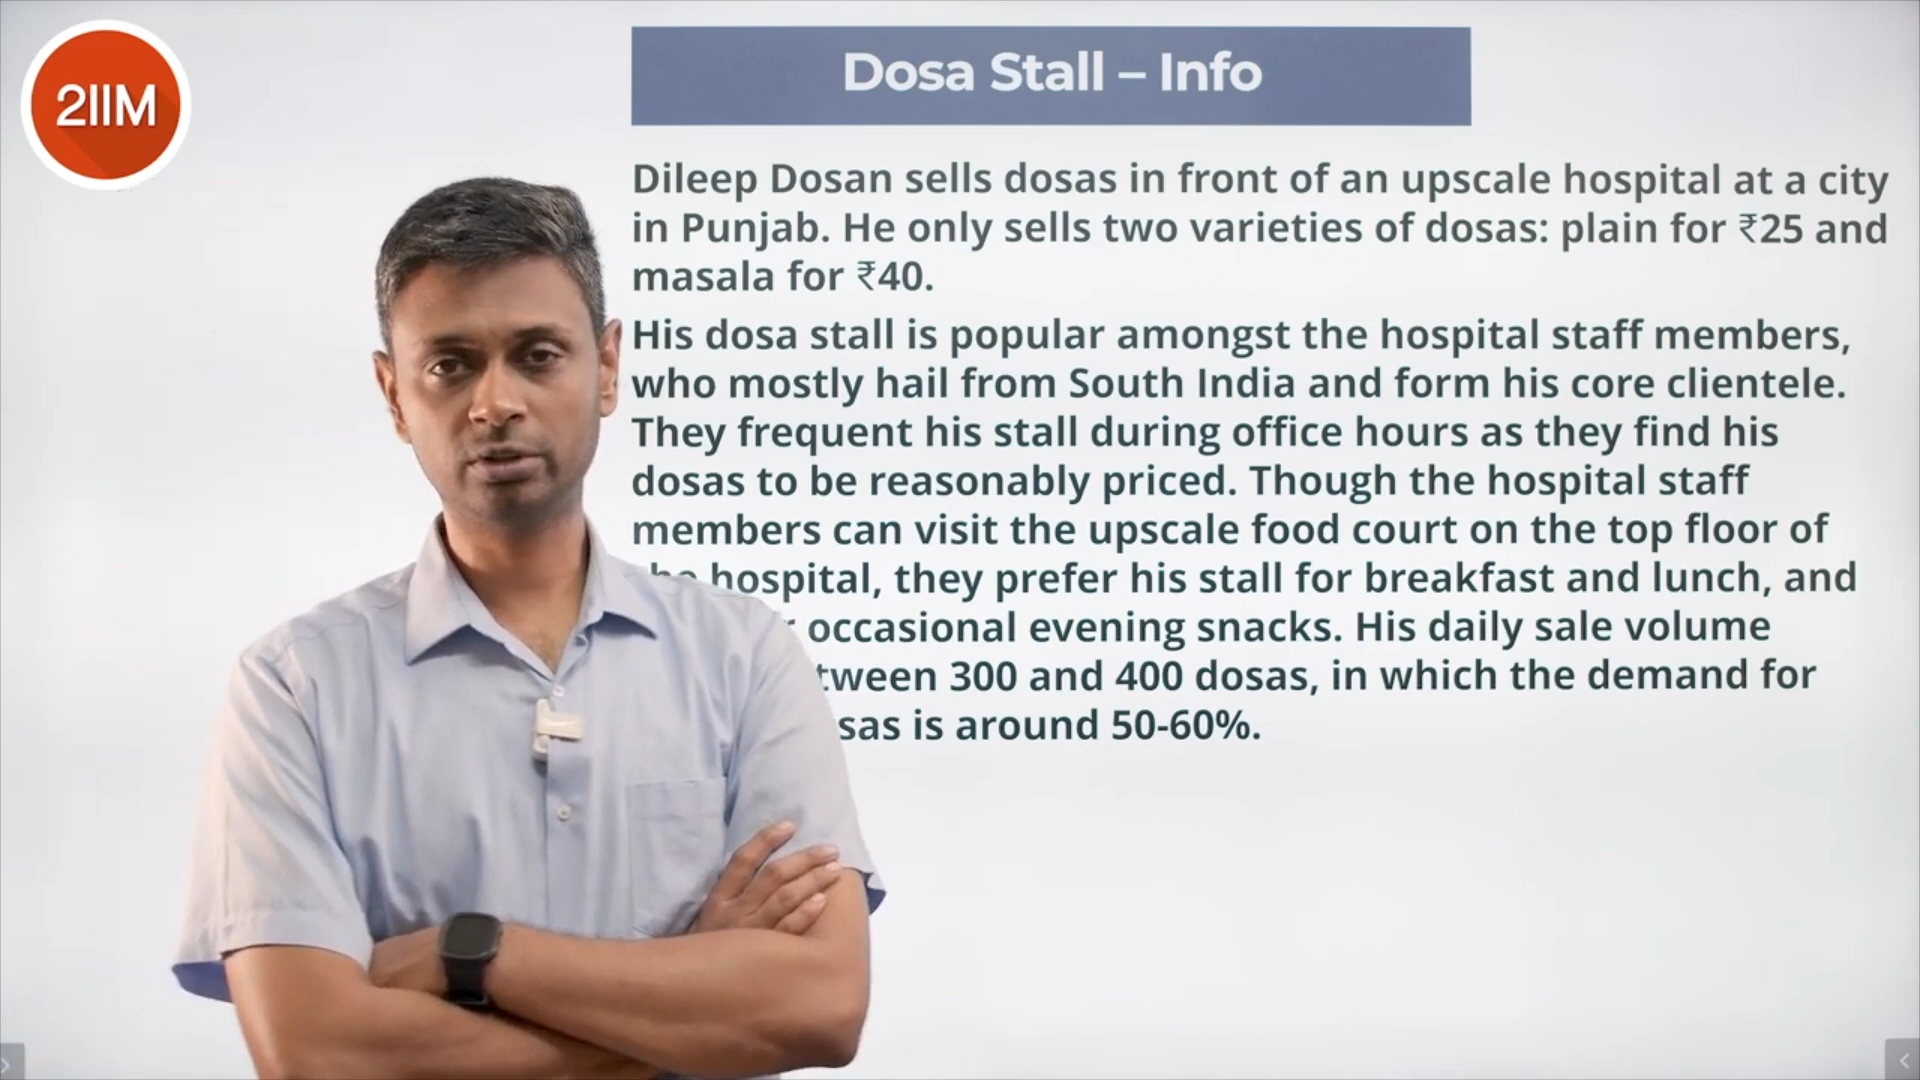 2IIM
Dosa Stall – Info
Dileep Dosan sells dosas in front of an upscale hospital at a city
in Punjab. He only sells two varieties of dosas: plain for ₹25 and
masala for ₹40.
His dosa stall is popular amongst the hospital staff members,
who mostly hail from South India and form his core clientele.
They frequent his stall during office hours as they find his
dosas to be reasonably priced. Though the hospital staff
members can visit the upscale food court on the top floor of
hospital, they prefer his stall for breakfast and lunch, and
occasional evening snacks. His daily sale volume
tween 300 and 400 dosas, in which the demand for
sas is around 50-60%.